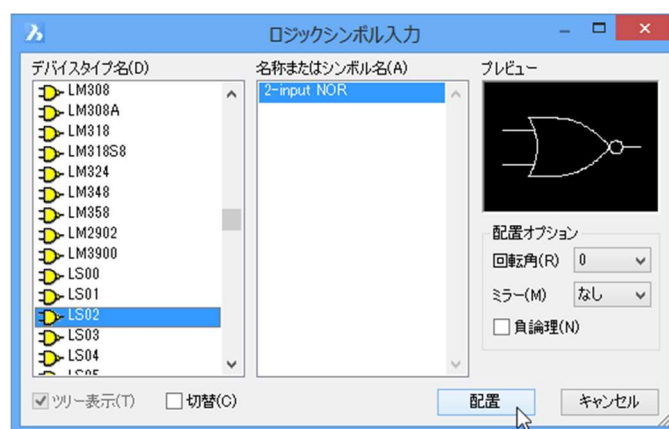 ロジックシンボル入力
デバイスタイプ名(D)
LM308
LM308A
LM318
LM318S8
LM324
LM348
LM358
LM2902
LM3900
LS00
LS01
LS02
LS03
LS04
LS05
名称またはシンボル名(A)
2-input NOR
プレビュー
配置オプション
回転角(R) 0
ミラー(M) なし
負論理(N)
ツリー表示(T) 切替(C)
配置 キャンセル